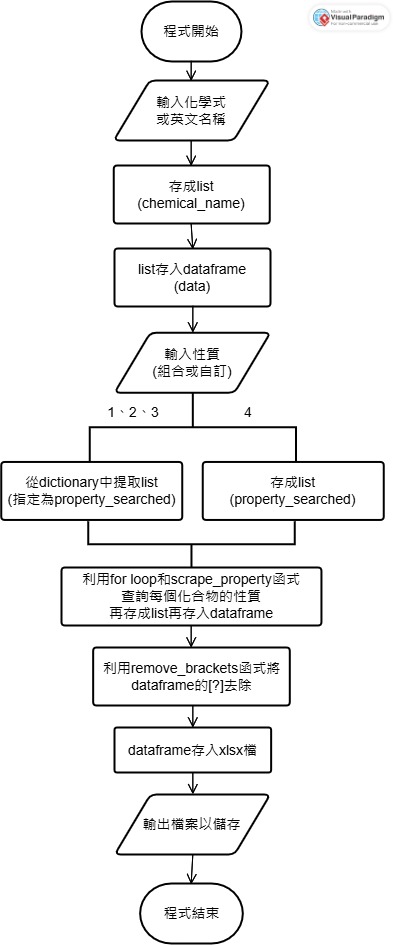 Made with
Visual Paradigm
For non-commercial use
程式開始
輸入化學式
或英文名稱
存成list
(chemical_name)
list存入dataframe
(data)
輸入性質
(組合或自訂)
1、2、3
4
從dictionary中提取list
(指定為property_searched)
存成list
(property_searched)
利用for loop和scrape_property函式
查詢每個化合物的性質
再存成list再存入dataframe
利用remove_brackets函式將
dataframe的[?]去除
dataframe存入xlsx檔
輸出檔案以儲存
程式結束